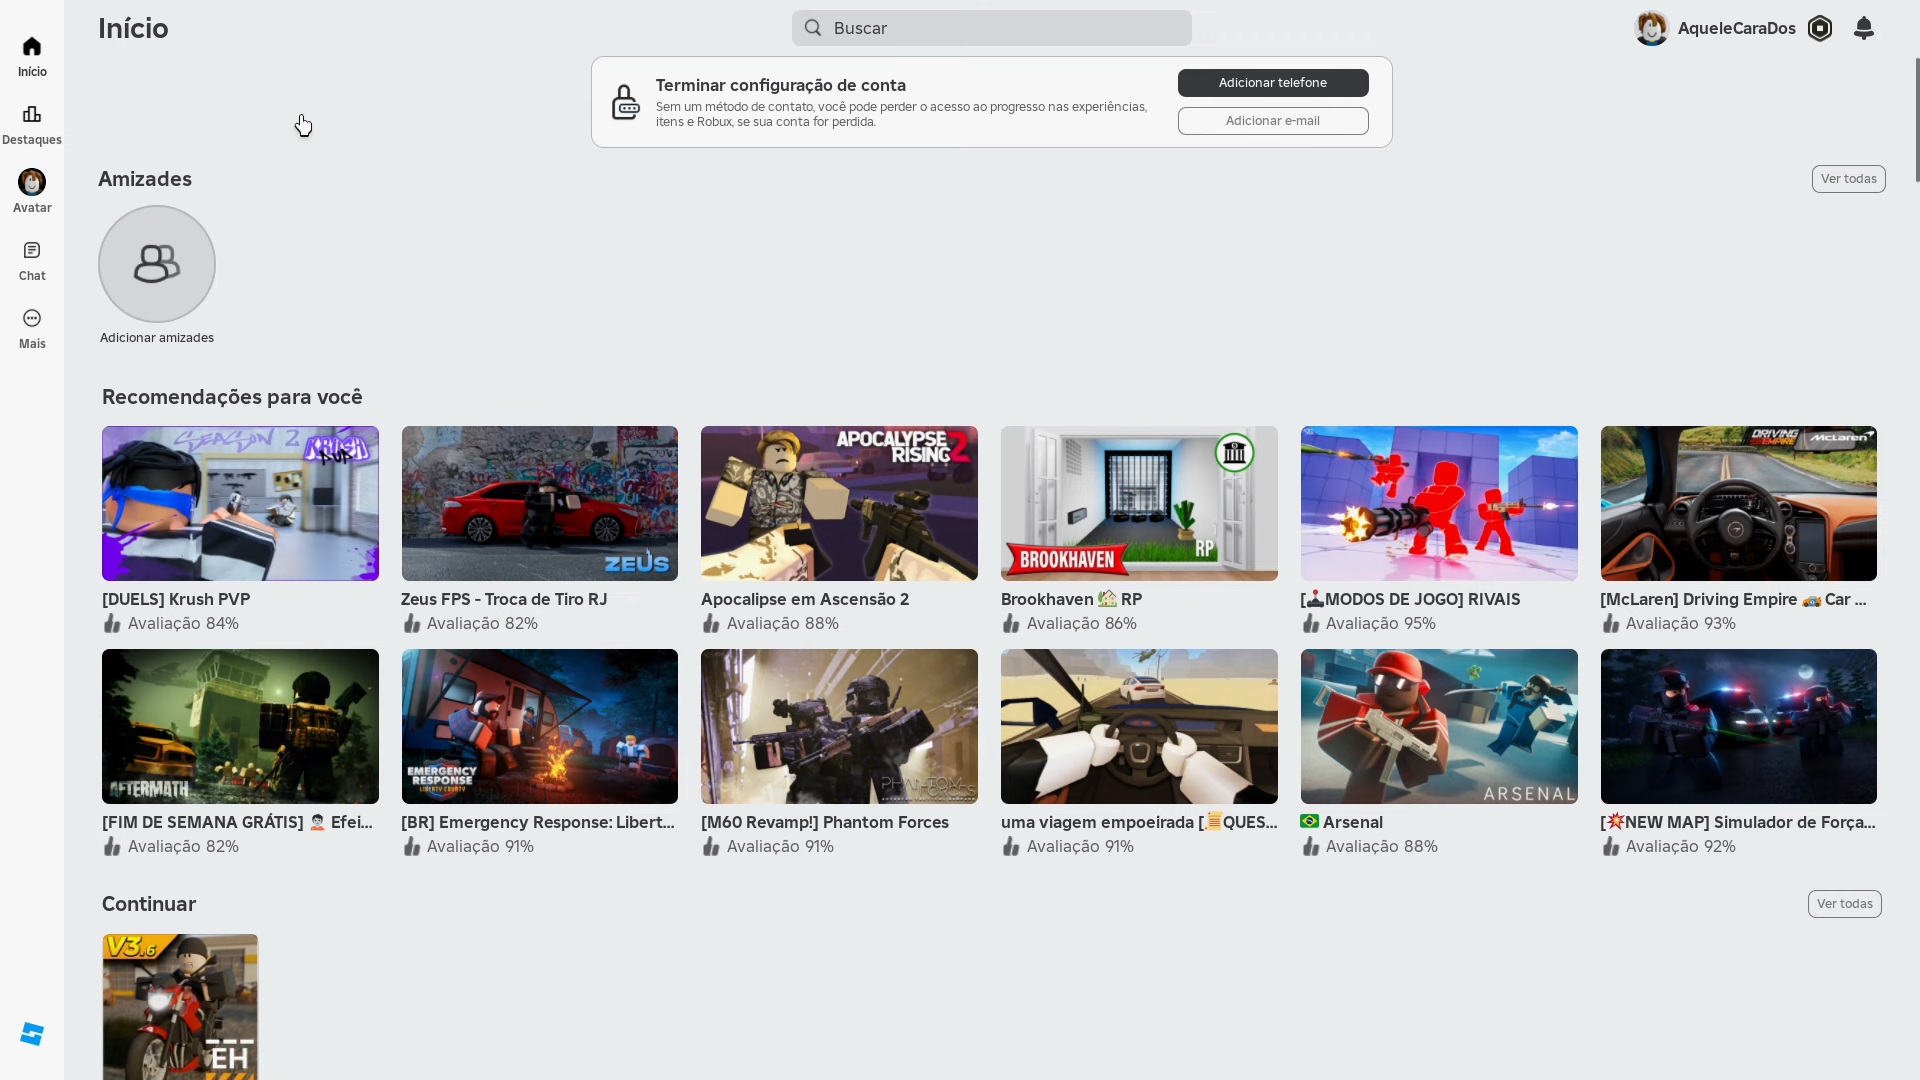 Início
Buscar
AqueleCaraDos
Início
Destaques
Avatar
Chat
Mais
Terminar configuração de conta
Sem um método de contato, você pode perder o acesso ao progresso nas experiências,
itens e Robux, se sua conta for perdida.
Adicionar telefone
Adicionar e-mail
Amizades
Ver todas
Adicionar amizades
Recomendações para você
SEASON 2
KRUSH
PVP
ZEUS
APOCALYPSE
RISING 2
BROOKHAVEN
RP
DRIVING
EMPIRE
McLaren
[DUELS] Krush PVP
Avaliação 84%
Zeus FPS - Troca de Tiro RJ
Avaliação 82%
Apocalipse em Ascensão 2
Avaliação 88%
Brookhaven 🏡 RP
Avaliação 86%
[🕹️MODOS DE JOGO] RIVAIS
Avaliação 95%
[McLaren] Driving Empire 🚗 Car ...
Avaliação 93%
AFTERMATH
EMERGENCY
RESPONSE
LIBERTY COUNTY
PHANTOM
FORCES
ARSENAL
[FIM DE SEMANA GRÁTIS] 🧟 Efei...
Avaliação 82%
[BR] Emergency Response: Libert...
Avaliação 91%
[M60 Revamp!] Phantom Forces
Avaliação 91%
uma viagem empoeirada [📜QUES...
Avaliação 91%
🇧🇷 Arsenal
Avaliação 88%
[💥NEW MAP] Simulador de Força...
Avaliação 92%
Continuar
Ver todas
V3.6
EH